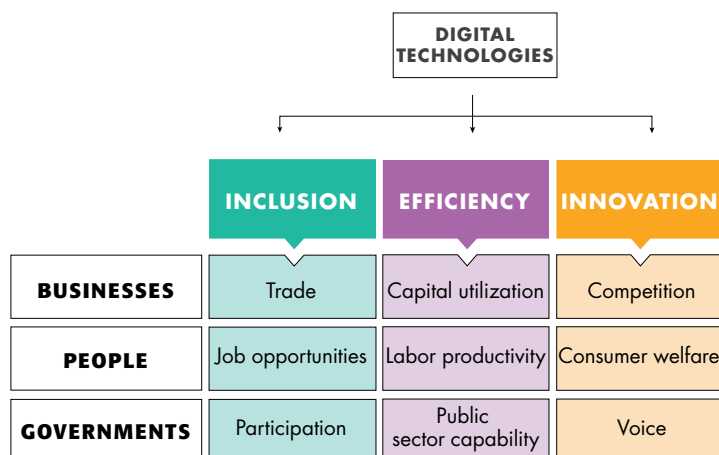 DIGITAL
TECHNOLOGIES
INCLUSION
EFFICIENCY
INNOVATION
BUSINESSES
Trade
Capital utilization
Competition
PEOPLE
Job opportunities
Labor productivity
Consumer welfare
GOVERNMENTS
Participation
Public
sector capability
Voice